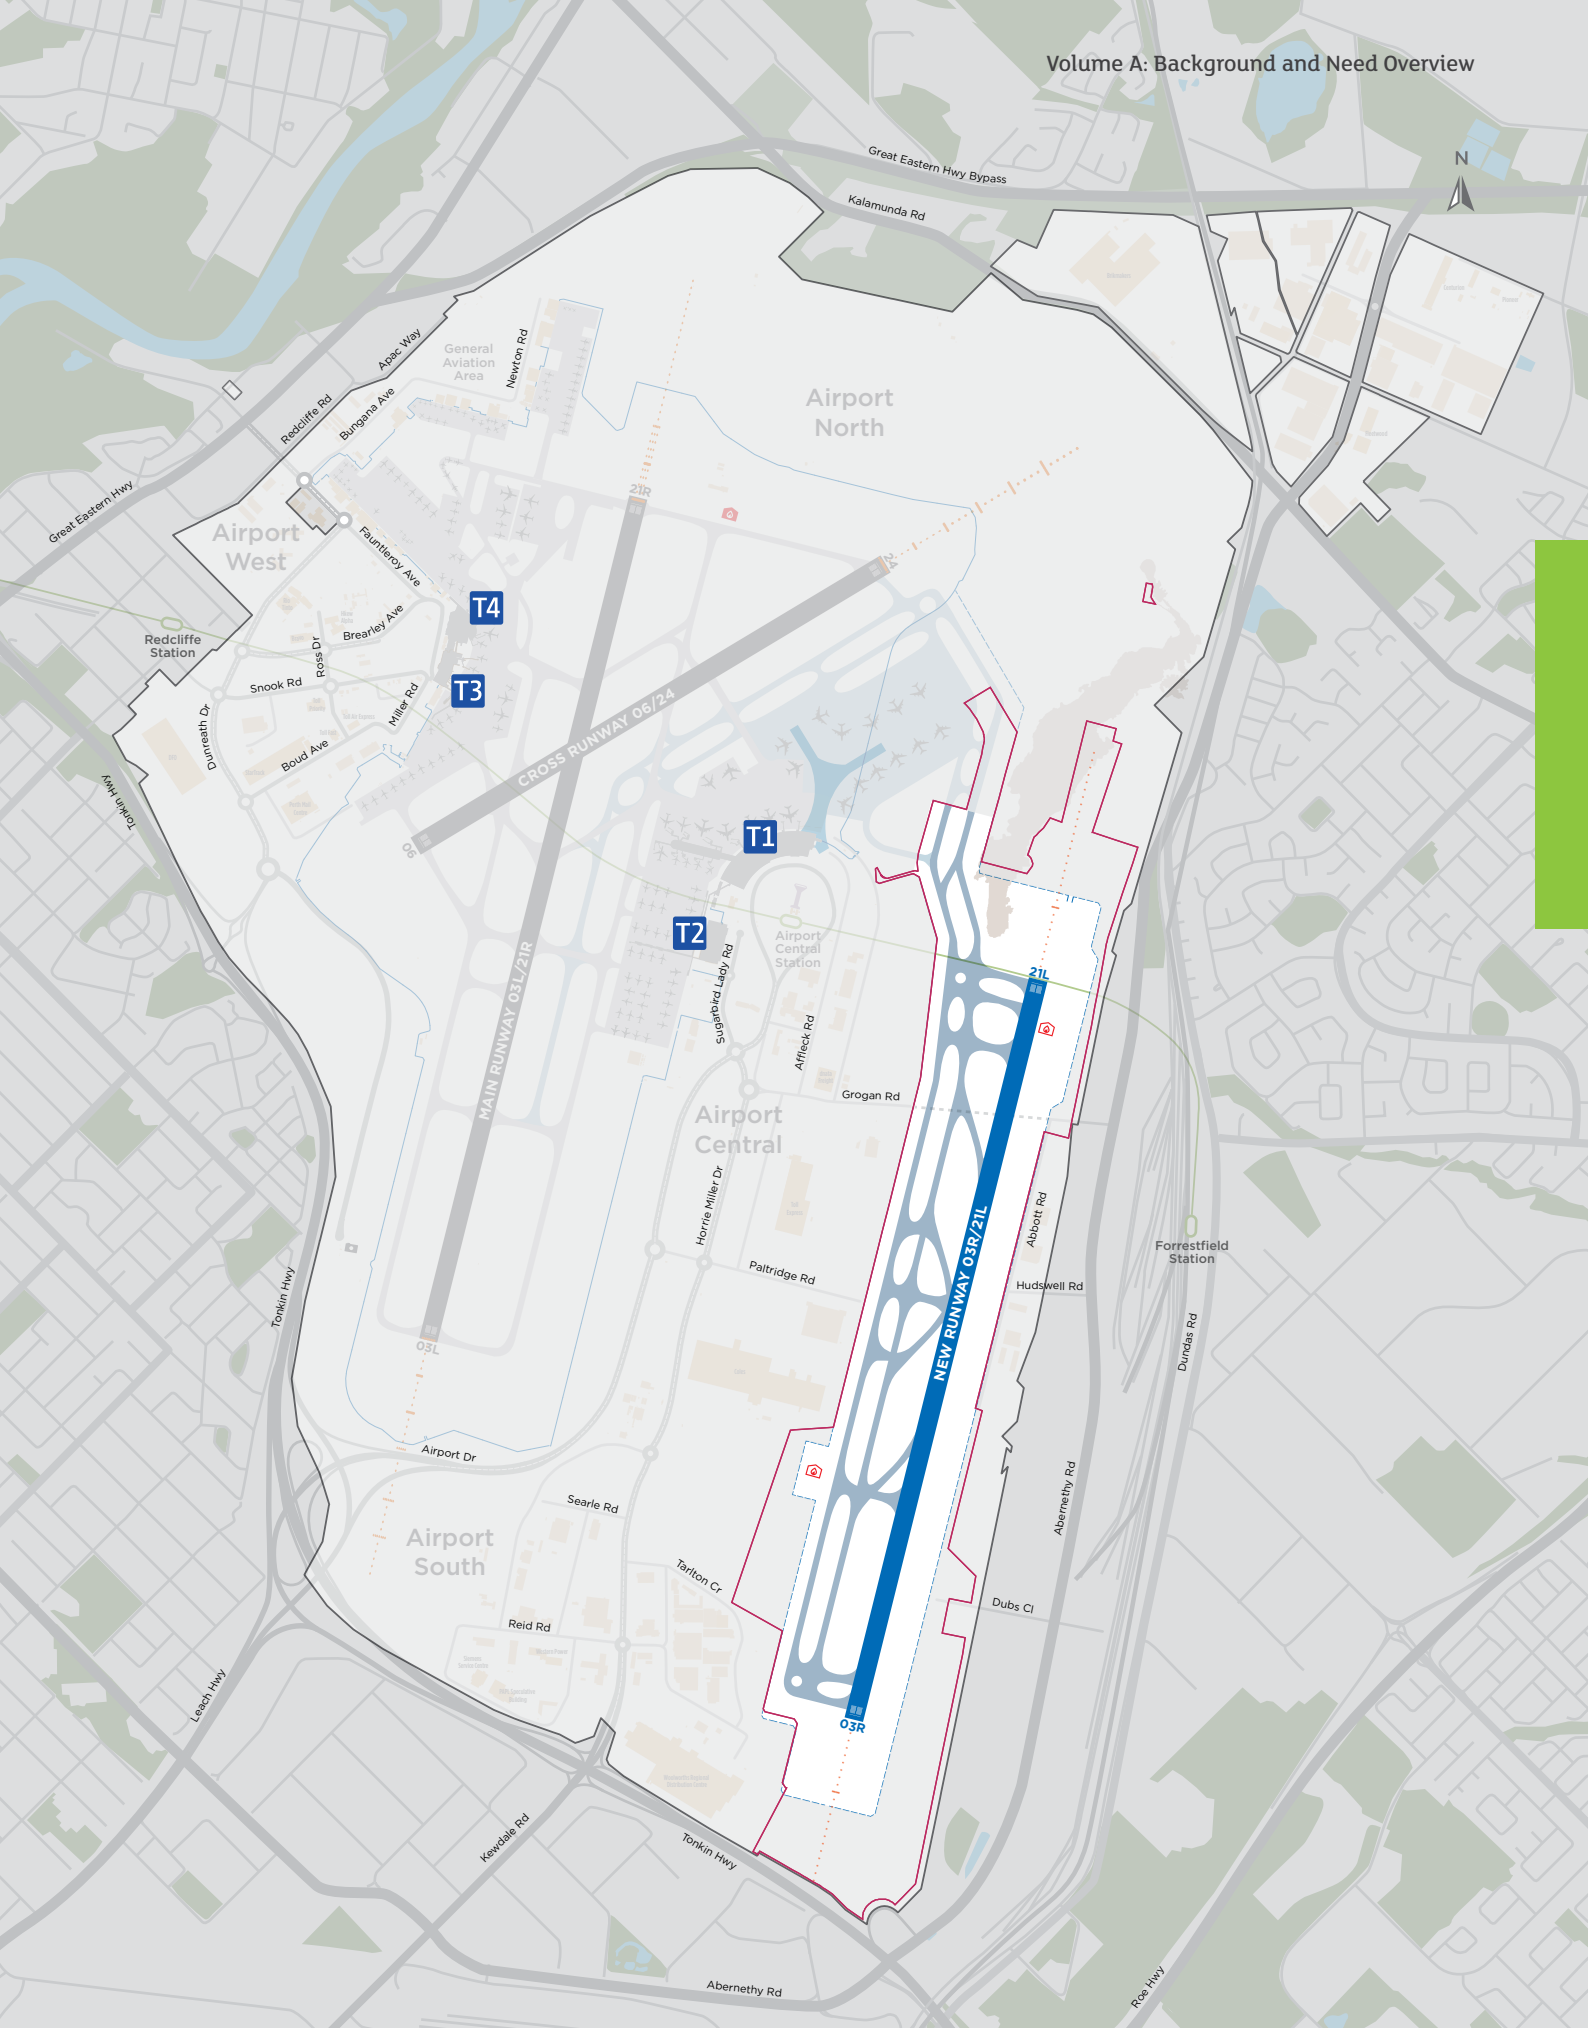 Volume A: Background and Need Overview
Great Eastern Hwy Bypass
N
Kalamunda Rd
Apac Way
General
Aviation
Area
Newton Rd
Airport
North
Redcliffe Rd
Bungana Ave
Great Eastern Hwy
21R
Airport
West
Fauntleroy Ave
24
T4
Brearley Ave
Redcliffe
Station
Ross Dr
Snook Rd
T3
Miller Rd
CROSS RUNWAY 06/24
Dunreath Dr
Boud Ave
Tonkin Hwy
06
T1
T2
Airport
Central
Station
Sugarbird Lady Rd
21L
MAIN RUNWAY 03L/21R
Affleck Rd
Grogan Rd
Airport
Central
Horrie Miller Dr
Abbott Rd
NEW RUNWAY 03R/21L
Forrestfield
Station
Paltridge Rd
Hudswell Rd
Tonkin Hwy
Dundas Rd
03L
Airport Dr
Searle Rd
Abernethy Rd
Airport
South
Tarlton Cr
Dubs Cl
Reid Rd
Leach Hwy
03R
Kewdale Rd
Tonkin Hwy
Abernethy Rd
Roe Hwy